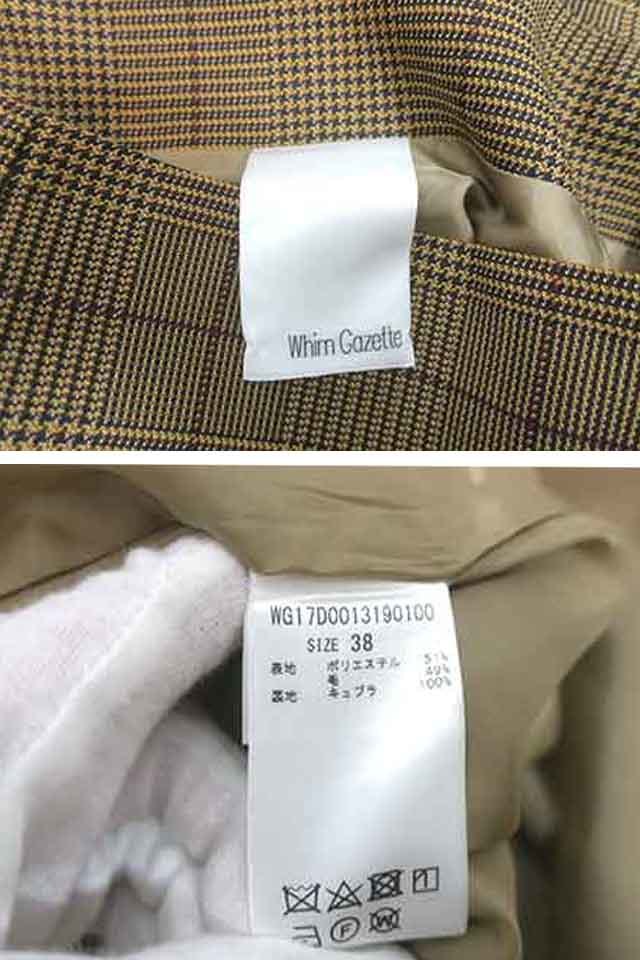 Whim Gazette
WG17D0013190100
SIZE 38
表地 ポリエステル 51%
毛 49%
裏地 キュプラ 100%
F W